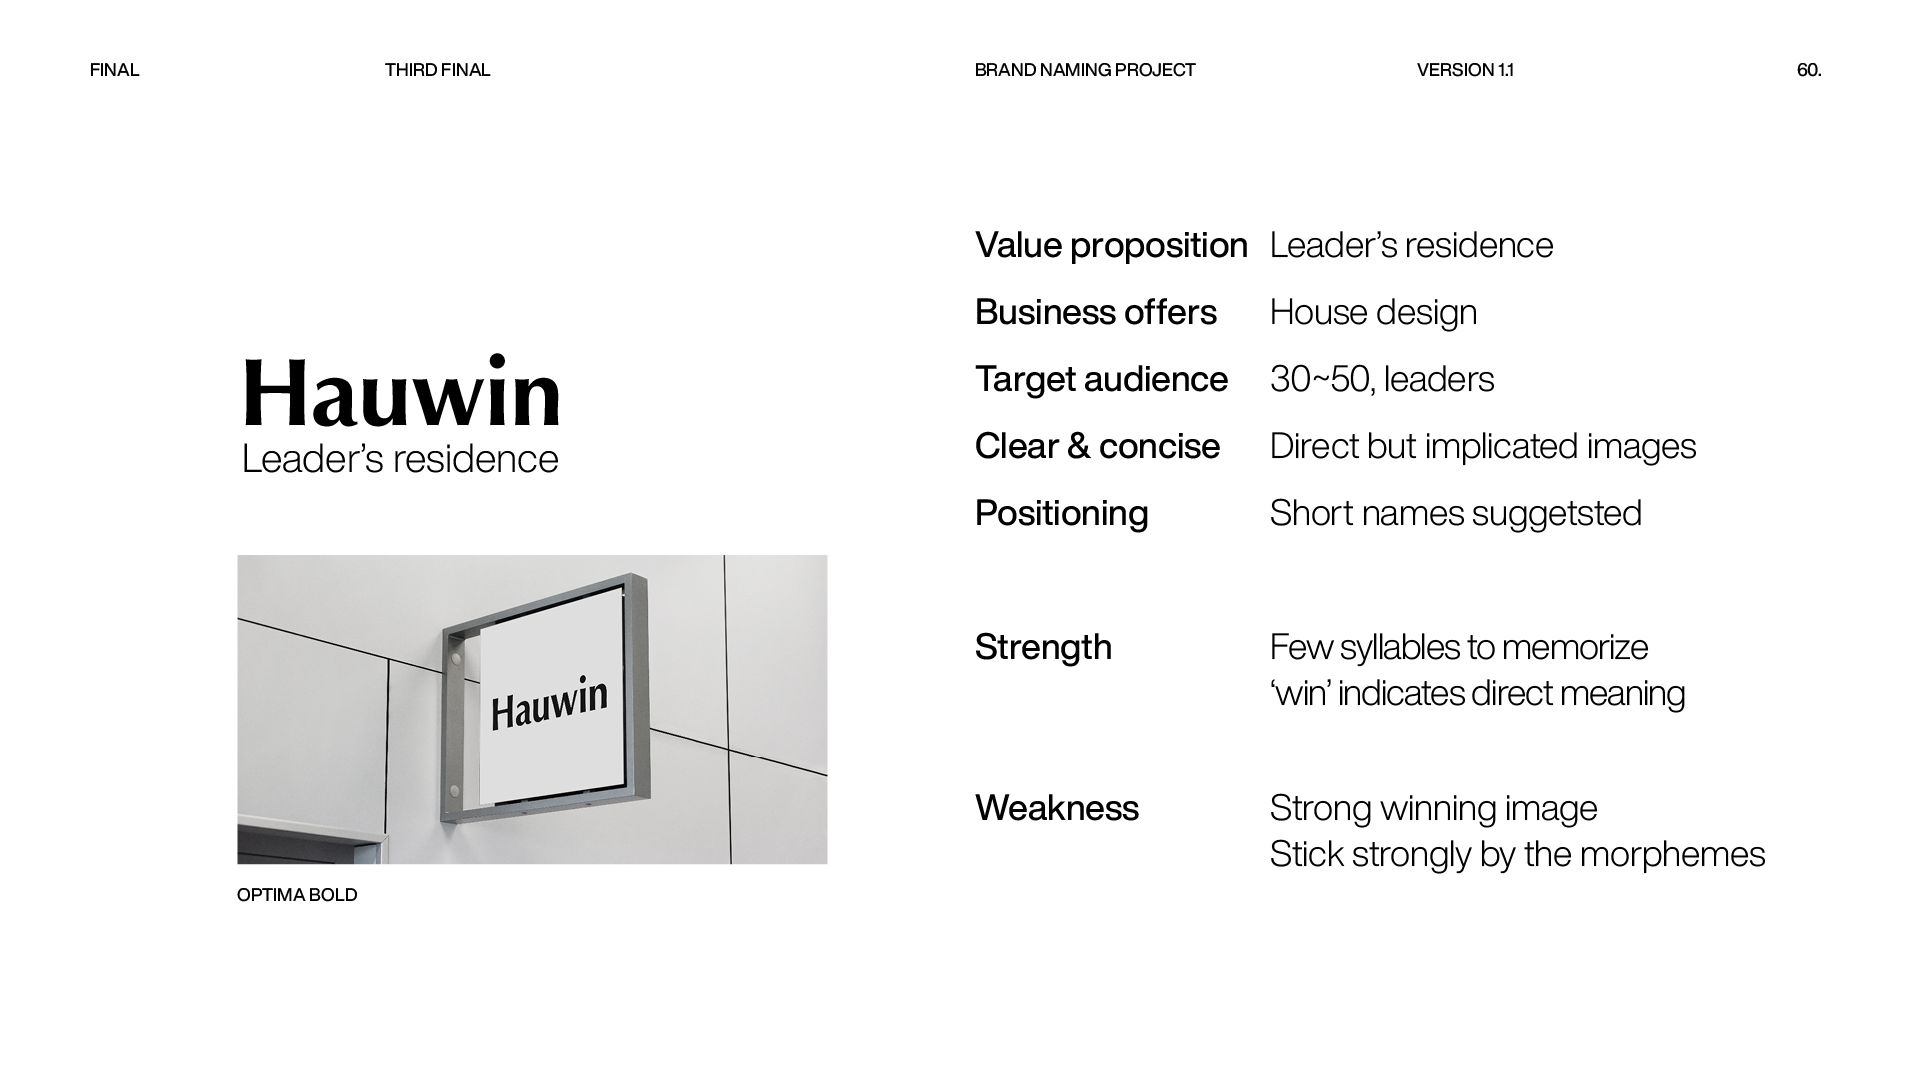 FINAL
THIRD FINAL
BRAND NAMING PROJECT
VERSION 1.1
60.
Hauwin
Leader's residence
Hauwin
OPTIMA BOLD
Value proposition Leader's residence
Business offers House design
Target audience 30~50, leaders
Clear & concise Direct but implicated images
Positioning Short names suggetsted
Strength Few syllables to memorize
'win' indicates direct meaning
Weakness Strong winning image
Stick strongly by the morphemes